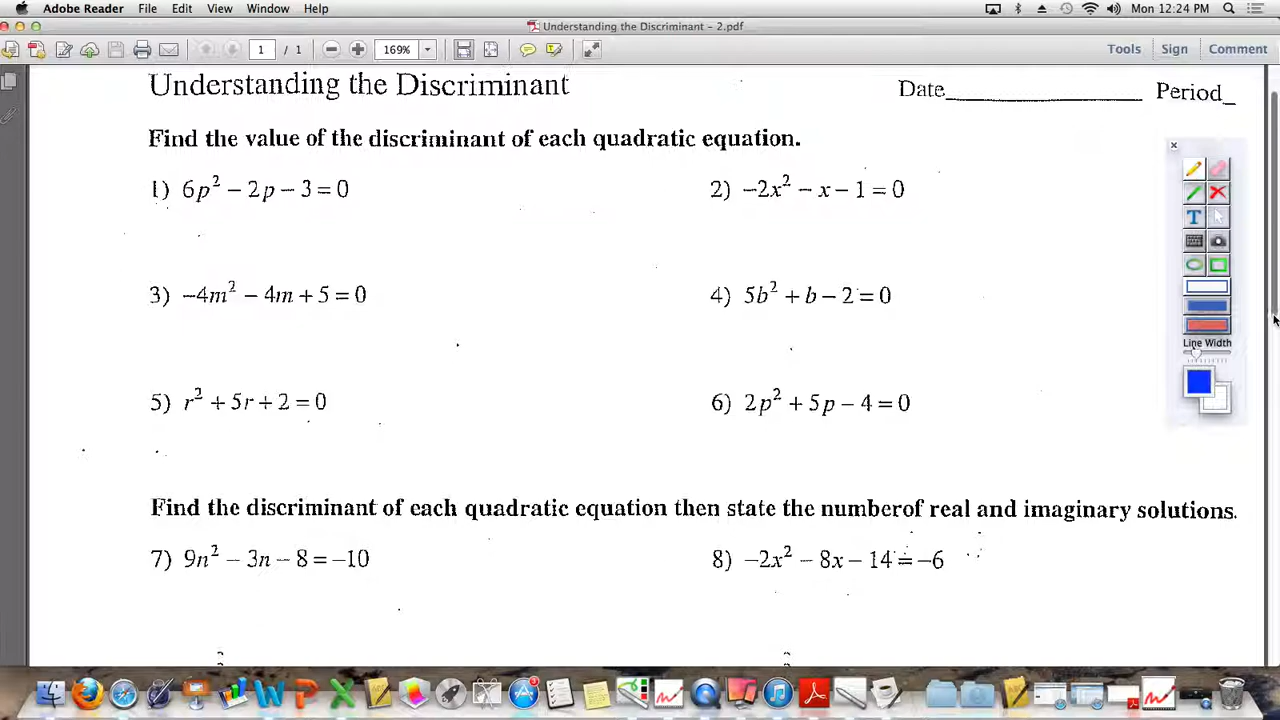 Adobe Reader File Edit View Window Help Mon 12:24 PM
Understanding the Discriminant – 2.pdf
1 / 1 169% Tools Sign Comment
Understanding the Discriminant Date____________________ Period_
Find the value of the discriminant of each quadratic equation.
1) 6p² − 2p − 3 = 0 2) −2x² − x − 1 = 0
3) −4m² − 4m + 5 = 0 4) 5b² + b − 2 = 0
Line Width
5) r² + 5r + 2 = 0 6) 2p² + 5p − 4 = 0
Find the discriminant of each quadratic equation then state the numberof real and imaginary solutions.
7) 9n² − 3n − 8 = −10 8) −2x² − 8x − 14 = −6